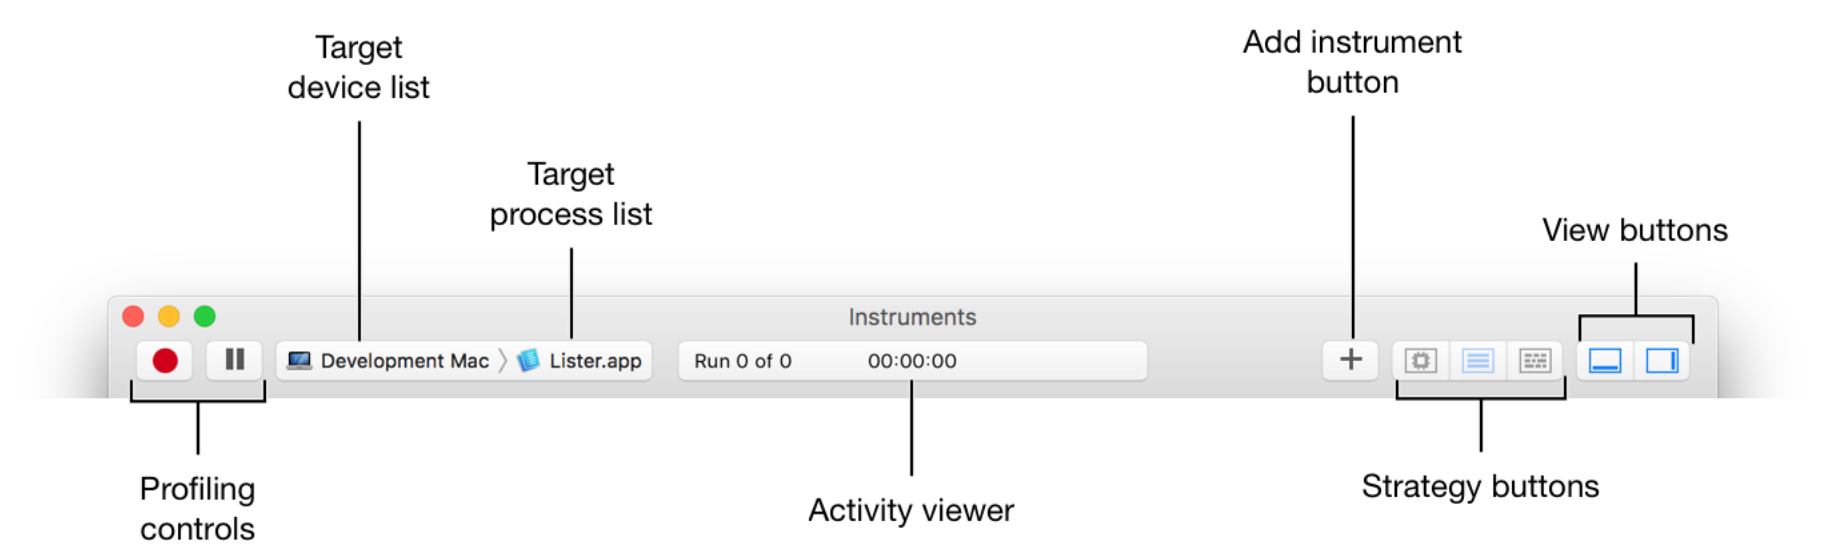 Target
device list
Add instrument
button
Target
process list
View buttons
Instruments
Development Mac
Lister.app
Run 0 of 0
00:00:00
Profiling
controls
Activity viewer
Strategy buttons